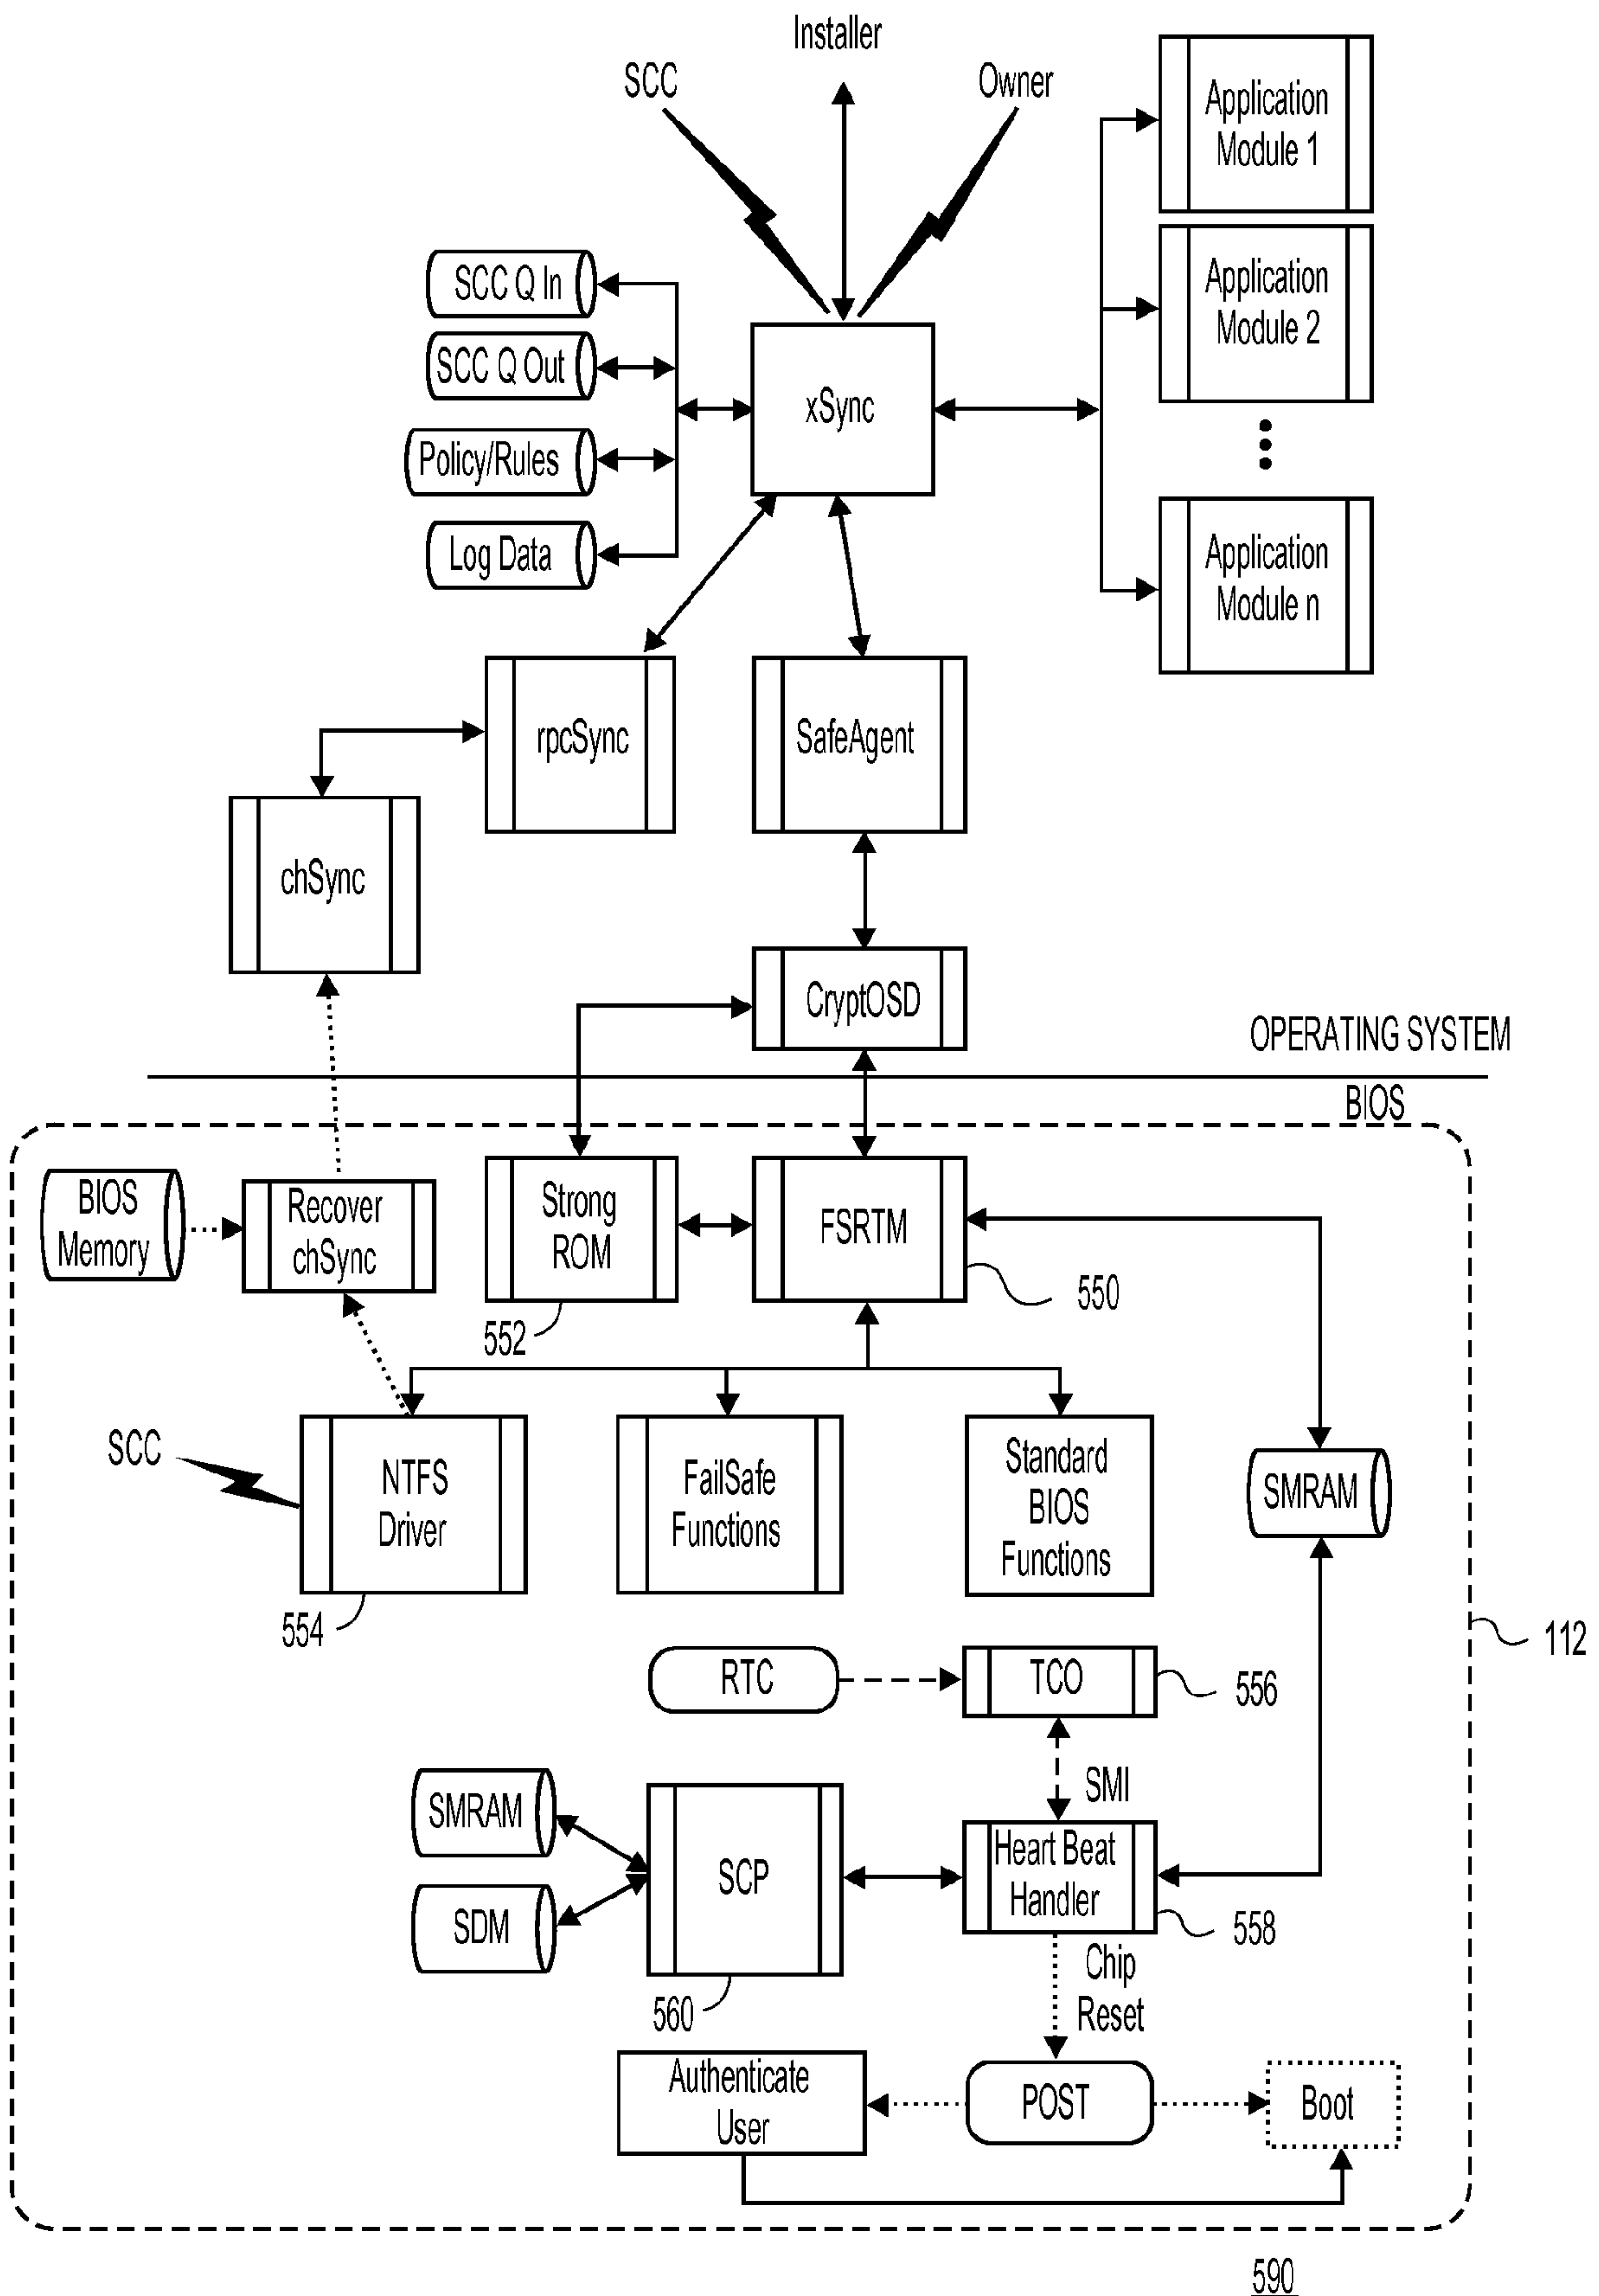 Installer
SCC
Owner
Application
Module 1
SCC Q In
Application
Module 2
SCC Q Out
xSync
Policy/Rules
Log Data
Application
Module n
rpcSync
SafeAgent
chSync
CryptOSD
OPERATING SYSTEM
BIOS
BIOS
Memory
Recover
chSync
Strong
ROM
FSRTM
550
552
SCC
NTFS
Driver
FailSafe
Functions
Standard
BIOS
Functions
SMRAM
554
112
RTC
TCO
556
SMI
SMRAM
SCP
Heart Beat
Handler
SDM
558
Chip
Reset
560
Authenticate
User
POST
Boot
590